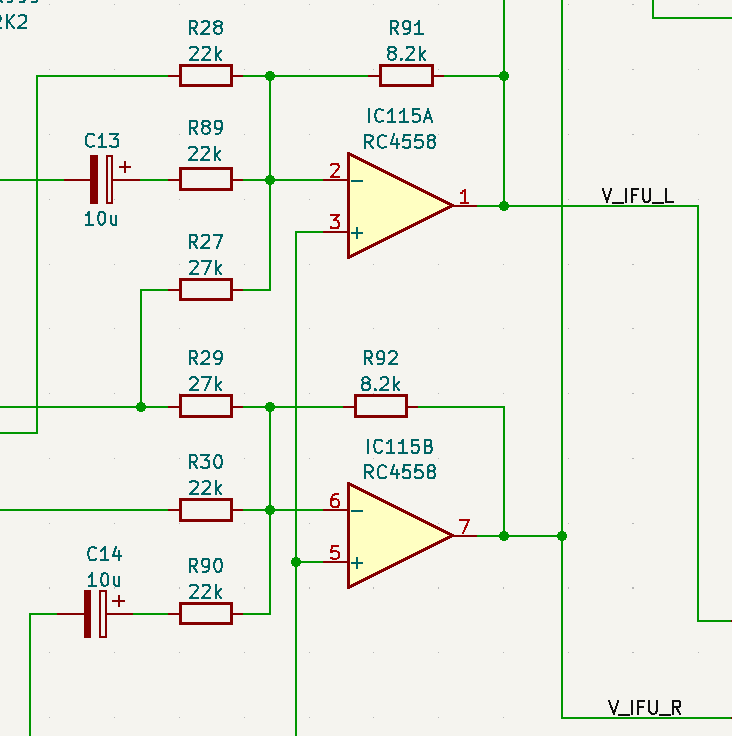 2K2
R28
22k
R91
8.2k
C13
10u
R89
22k
IC115A
RC4558
2
3
1
V_IFU_L
R27
27k
R29
27k
R92
8.2k
IC115B
RC4558
R30
22k
6
5
7
C14
10u
R90
22k
V_IFU_R